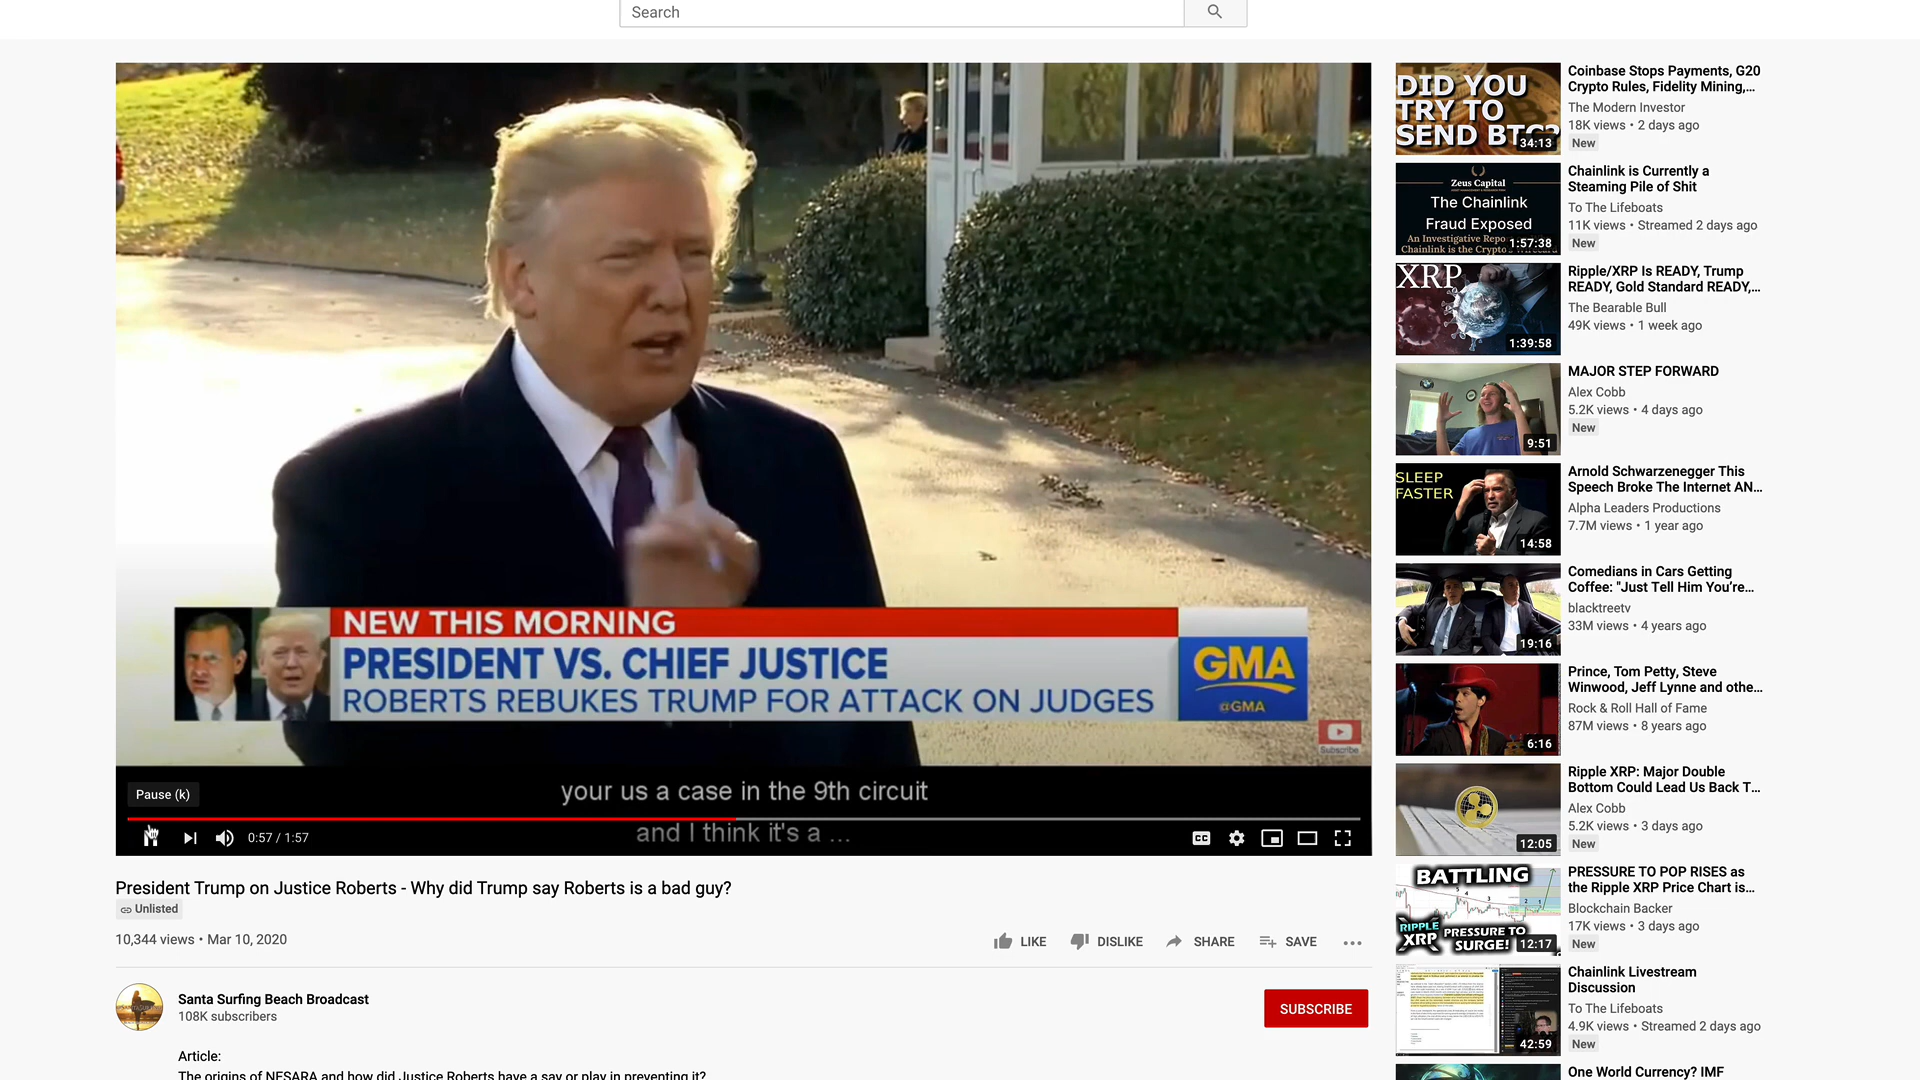 Search
NEW THIS MORNING
PRESIDENT VS. CHIEF JUSTICE
ROBERTS REBUKES TRUMP FOR ATTACK ON JUDGES
GMA
@GMA
Subscribe
your us a case in the 9th circuit
and I think it's a ...
Pause (k)
0:57 / 1:57
CC
President Trump on Justice Roberts - Why did Trump say Roberts is a bad guy?
Unlisted
10,344 views • Mar 10, 2020
LIKE
DISLIKE
SHARE
SAVE
Santa Surfing Beach Broadcast
108K subscribers
SUBSCRIBE
Article:
The origins of NESARA and how did Justice Roberts have a say or play in preventing it?
DID YOU
TRY TO
SEND BTC?
34:13
Coinbase Stops Payments, G20
Crypto Rules, Fidelity Mining,...
The Modern Investor
18K views • 2 days ago
New
Zeus Capital
The Chainlink
Fraud Exposed
An Investigative Repo
Chainlink is the Crypto
1:57:38
Chainlink is Currently a
Steaming Pile of Shit
To The Lifeboats
11K views • Streamed 2 days ago
New
XRP
1:39:58
Ripple/XRP Is READY, Trump
READY, Gold Standard READY,...
The Bearable Bull
49K views • 1 week ago
9:51
MAJOR STEP FORWARD
Alex Cobb
5.2K views • 4 days ago
New
SLEEP
FASTER
14:58
Arnold Schwarzenegger This
Speech Broke The Internet AN...
Alpha Leaders Productions
7.7M views • 1 year ago
19:16
Comedians in Cars Getting
Coffee: "Just Tell Him You're...
blacktreetv
33M views • 4 years ago
6:16
Prince, Tom Petty, Steve
Winwood, Jeff Lynne and othe...
Rock & Roll Hall of Fame
87M views • 8 years ago
12:05
Ripple XRP: Major Double
Bottom Could Lead Us Back T...
Alex Cobb
5.2K views • 3 days ago
New
BATTLING
RIPPLE
XRP
PRESSURE TO
SURGE!
12:17
PRESSURE TO POP RISES as
the Ripple XRP Price Chart is...
Blockchain Backer
17K views • 3 days ago
New
42:59
Chainlink Livestream
Discussion
To The Lifeboats
4.9K views • Streamed 2 days ago
New
One World Currency? IMF